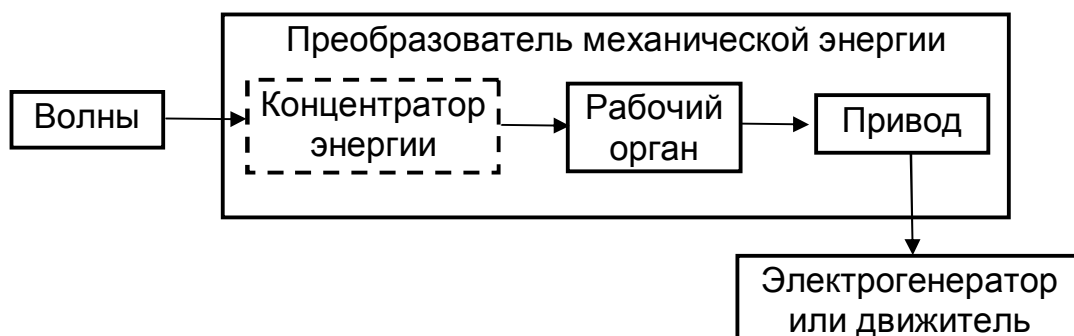 Преобразователь механической энергии
Волны
Концентратор
энергии
Рабочий
орган
Привод
Электрогенератор
или движитель